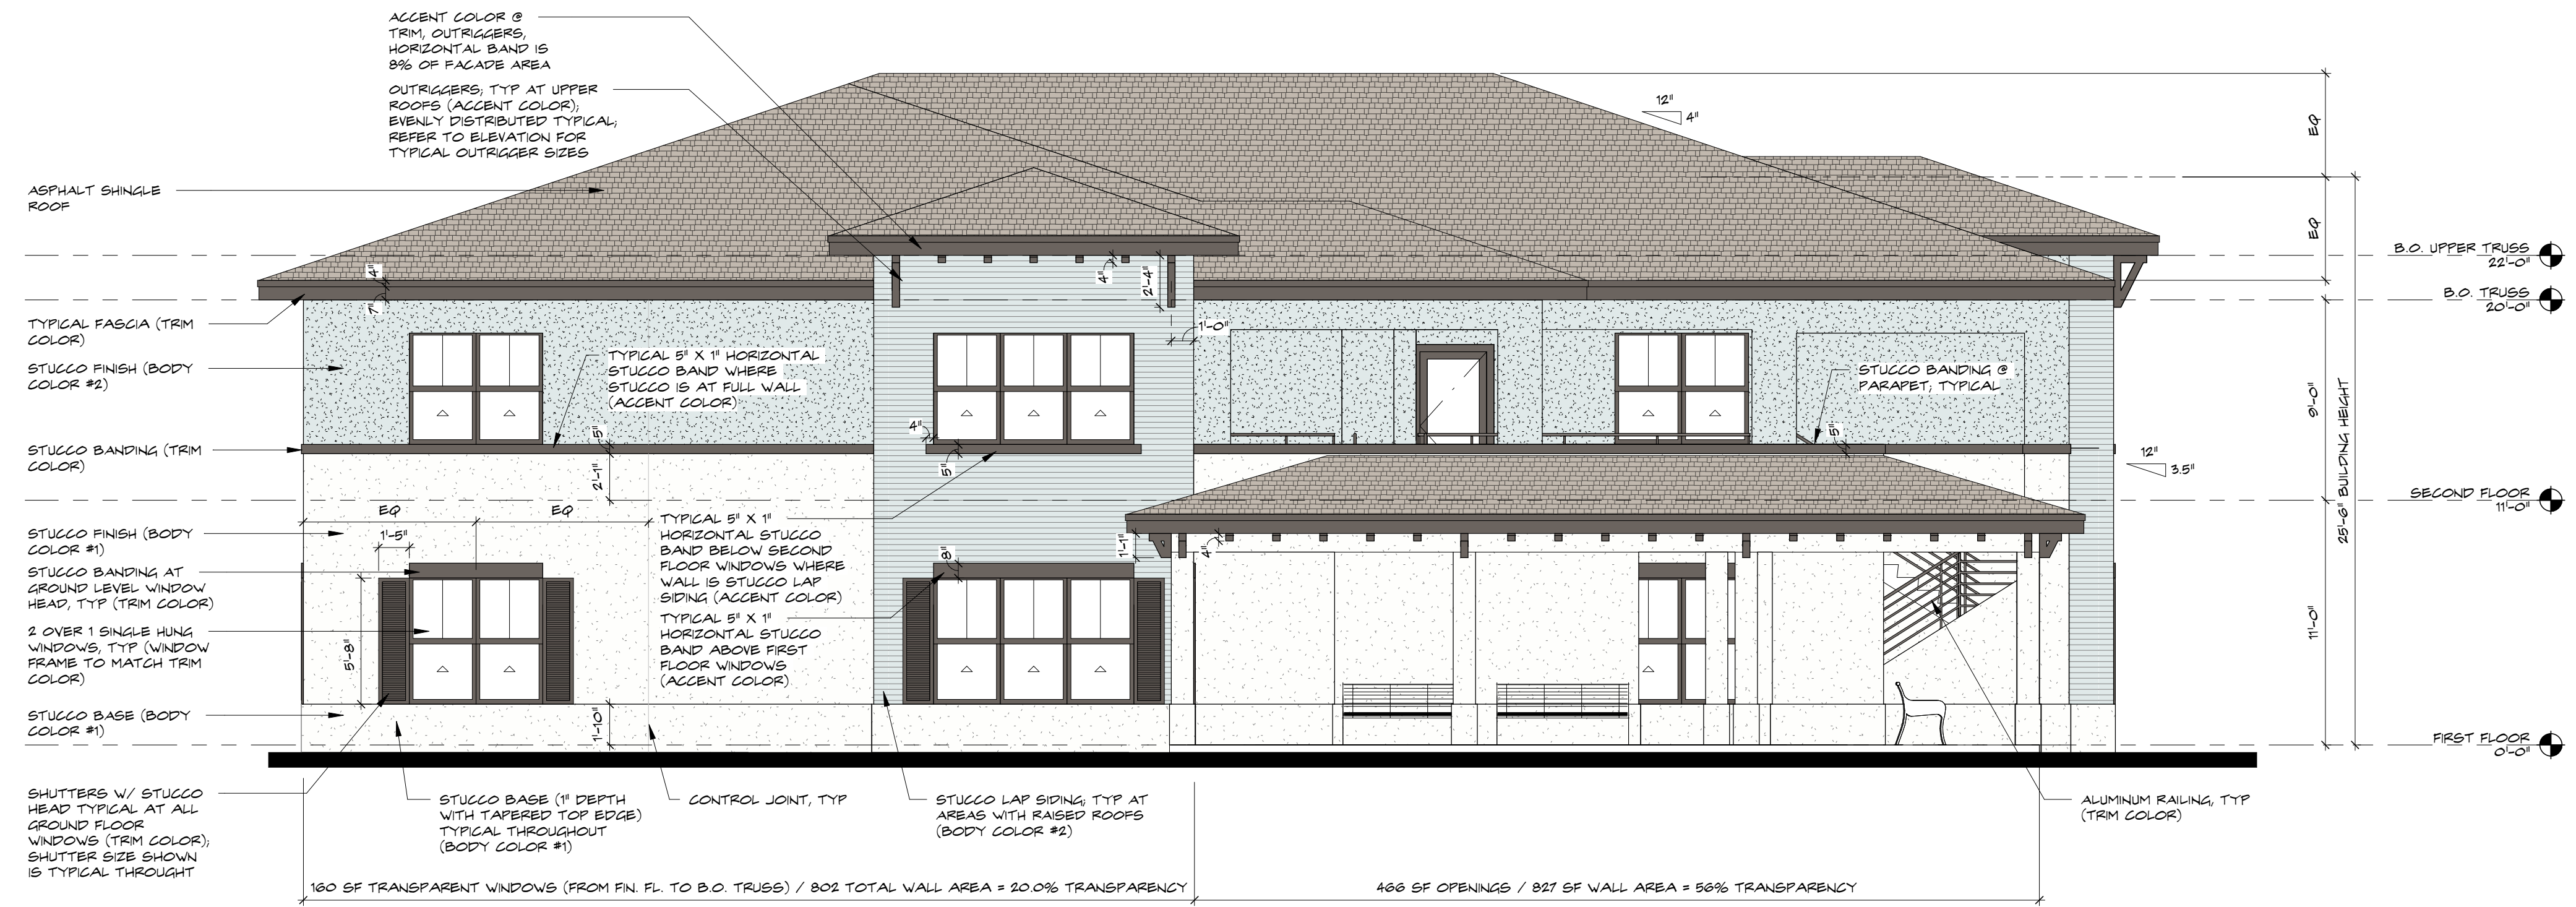 ACCENT COLOR @
TRIM, OUTRIGGERS,
HORIZONTAL BAND IS
8% OF FACADE AREA
OUTRIGGERS; TYP AT UPPER
ROOFS (ACCENT COLOR);
EVENLY DISTRIBUTED TYPICAL;
REFER TO ELEVATION FOR
TYPICAL OUTRIGGER SIZES
ASPHALT SHINGLE
ROOF
TYPICAL FASCIA (TRIM
COLOR)
STUCCO FINISH (BODY
COLOR #2)
STUCCO BANDING (TRIM
COLOR)
STUCCO FINISH (BODY
COLOR #1)
STUCCO BANDING AT
GROUND LEVEL WINDOW
HEAD, TYP (TRIM COLOR)
2 OVER 1 SINGLE HUNG
WINDOWS, TYP (WINDOW
FRAME TO MATCH TRIM
COLOR)
STUCCO BASE (BODY
COLOR #1)
SHUTTERS W/ STUCCO
HEAD TYPICAL AT ALL
GROUND FLOOR
WINDOWS (TRIM COLOR);
SHUTTER SIZE SHOWN
IS TYPICAL THROUGHT
4"
7"
TYPICAL 5" X 1" HORIZONTAL
STUCCO BAND WHERE
STUCCO IS AT FULL WALL
(ACCENT COLOR)
5"
2'-1"
EQ
EQ
1'-5"
5'-8"
1'-10"
TYPICAL 5" X 1"
HORIZONTAL STUCCO
BAND BELOW SECOND
FLOOR WINDOWS WHERE
WALL IS STUCCO LAP
SIDING (ACCENT COLOR)
TYPICAL 5" X 1"
HORIZONTAL STUCCO
BAND ABOVE FIRST
FLOOR WINDOWS
(ACCENT COLOR)
4"
2'-4"
1'-0"
4"
5"
8"
1'-1"
4"
STUCCO BANDING @
PARAPET; TYPICAL
5"
12"
4"
12"
3.5"
EQ
EQ
9'-0"
11'-0"
25'-6" BUILDING HEIGHT
B.O. UPPER TRUSS
22'-0"
B.O. TRUSS
20'-0"
SECOND FLOOR
11'-0"
FIRST FLOOR
0'-0"
STUCCO BASE (1" DEPTH
WITH TAPERED TOP EDGE)
TYPICAL THROUGHOUT
(BODY COLOR #1)
CONTROL JOINT, TYP
STUCCO LAP SIDING; TYP AT
AREAS WITH RAISED ROOFS
(BODY COLOR #2)
ALUMINUM RAILING, TYP
(TRIM COLOR)
160 SF TRANSPARENT WINDOWS (FROM FIN. FL. TO B.O. TRUSS) / 802 TOTAL WALL AREA = 20.0% TRANSPARENCY
466 SF OPENINGS / 827 SF WALL AREA = 56% TRANSPARENCY